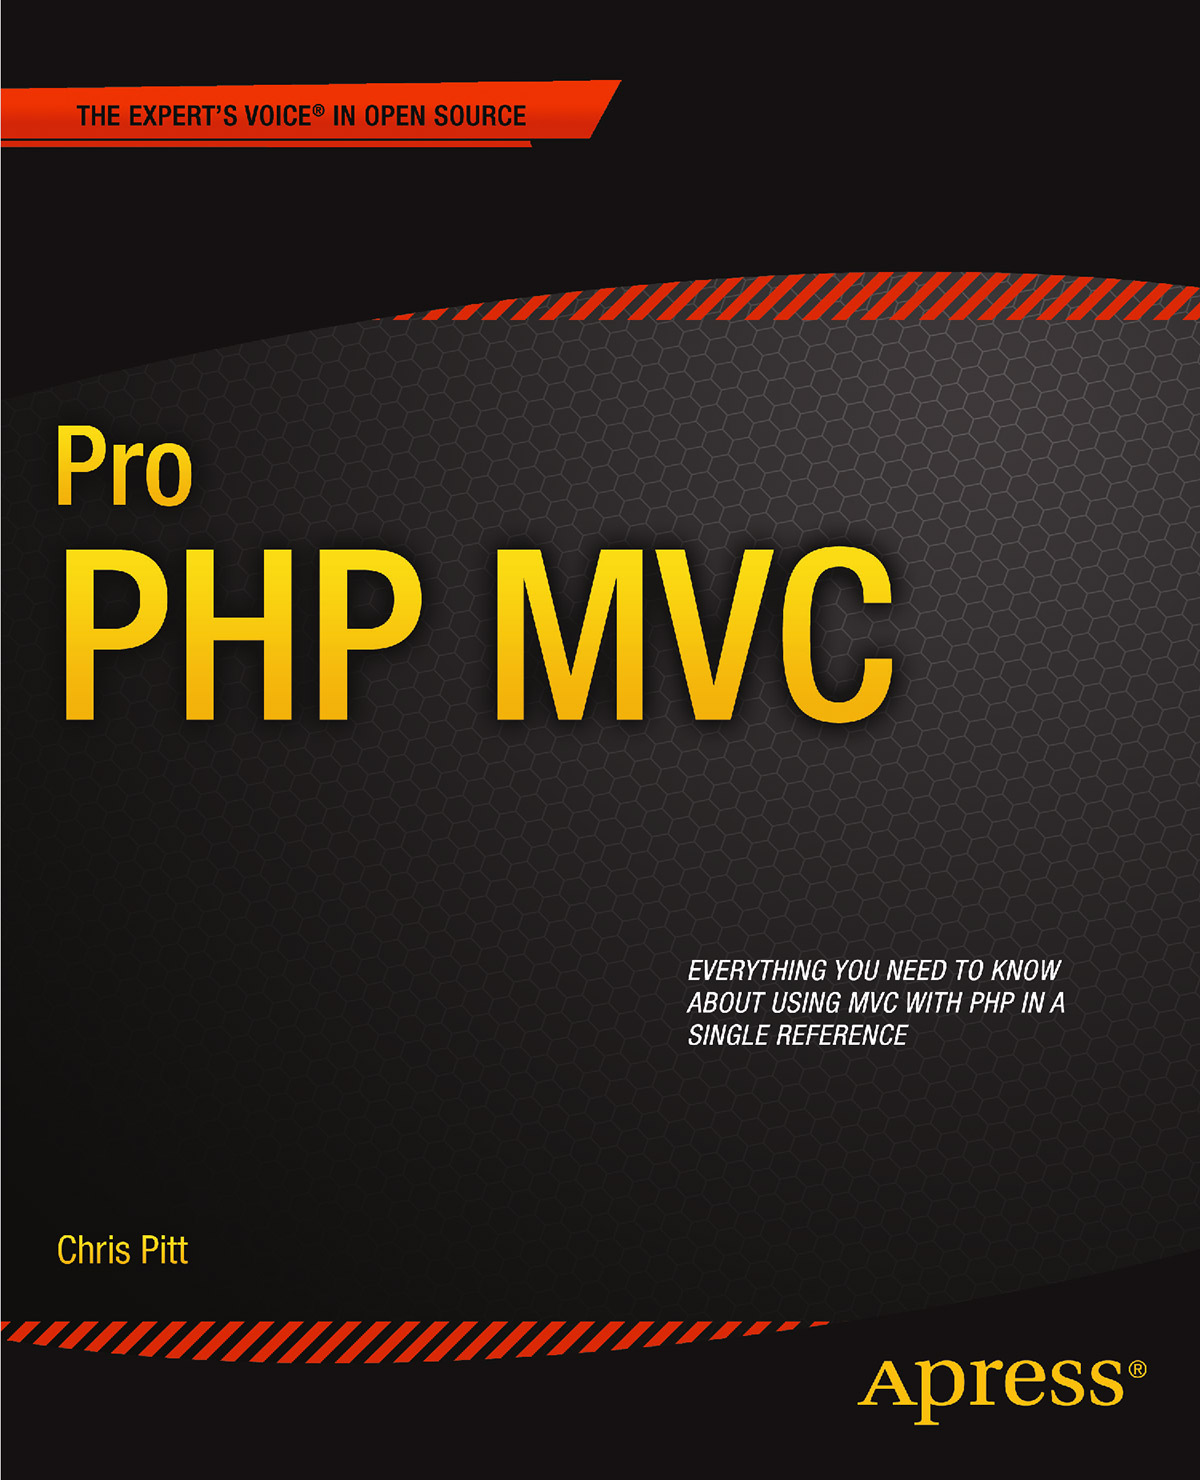 THE EXPERT'S VOICE® IN OPEN SOURCE
Pro
PHP MVC
EVERYTHING YOU NEED TO KNOW
ABOUT USING MVC WITH PHP IN A
SINGLE REFERENCE
Chris Pitt
Apress®